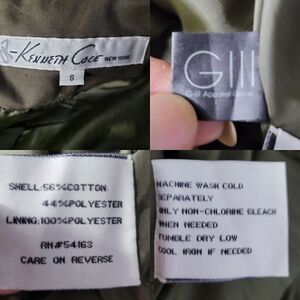 Kenneth Cole
NEW YORK
S
GIII
G-III Apparel Group
SHELL:56%COTTON
44%POLYESTER
LINING:100%POLYESTER
RN#54163
CARE ON REVERSE
MACHINE WASH COLD
SEPARATELY
ONLY NON-CHLORINE BLEACH
WHEN NEEDED
TUMBLE DRY LOW
COOL IRON IF NEEDED